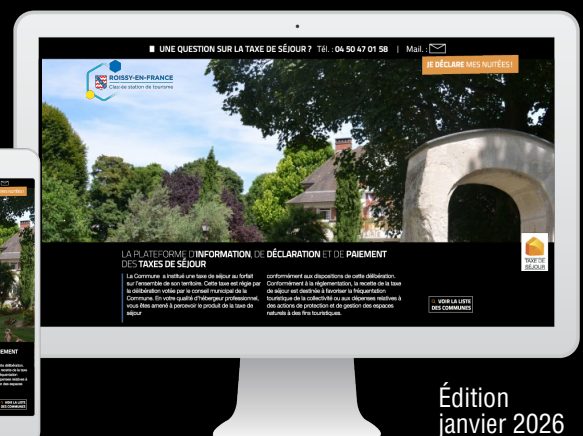 UNE QUESTION SUR LA TAXE DE SÉJOUR ? Tél. : 04 50 47 01 58 | Mail. :
JE DÉCLARE MES NUITÉES !
ROISSY-EN-FRANCE
Classée station de tourisme
LA PLATEFORME D'INFORMATION, DE DÉCLARATION ET DE PAIEMENT
DES TAXES DE SÉJOUR
La Commune a institué une taxe de séjour au forfait
sur l'ensemble de son territoire. Cette taxe est régie par
la délibération votée par le conseil municipal de la
Commune. En votre qualité d'hébergeur professionnel,
vous êtes amené à percevoir le produit de la taxe de
séjour
conformément aux dispositions de cette délibération.
Conformément à la réglementation, la recette de la taxe
de séjour est destinée à favoriser la fréquentation
touristique de la collectivité ou aux dépenses relatives à
des actions de protection et de gestion des espaces
naturels à des fins touristiques.
TAXE DE
SÉJOUR
VOIR LA LISTE
DES COMMUNES
IEMENT
VOIR LA LISTE
DES COMMUNES
Édition
janvier 2026